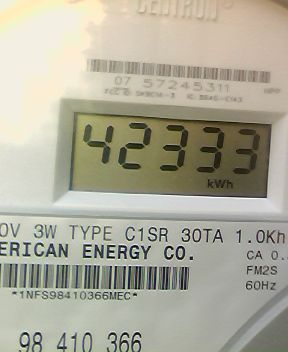 CENTRON
07 57245311
42333
kWh
0V 3W TYPE C1SR 30TA 1.0Kh
ERICAN ENERGY CO.
CA 0.
FM2S
*1NFS98410366MEC*
60Hz
98 410 366